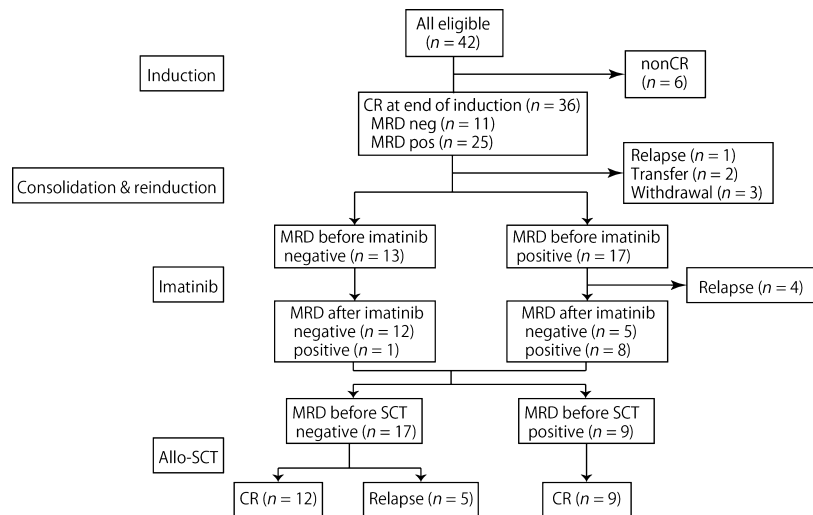 All eligible
(n = 42)
Induction
nonCR
(n = 6)
CR at end of induction (n = 36)
MRD neg (n = 11)
MRD pos (n = 25)
Consolidation & reinduction
Relapse (n = 1)
Transfer (n = 2)
Withdrawal (n = 3)
MRD before imatinib
negative (n = 13)
MRD before imatinib
positive (n = 17)
Imatinib
Relapse (n = 4)
MRD after imatinib
negative (n = 12)
positive (n = 1)
MRD after imatinib
negative (n = 5)
positive (n = 8)
MRD before SCT
negative (n = 17)
MRD before SCT
positive (n = 9)
Allo-SCT
CR (n = 12)
Relapse (n = 5)
CR (n = 9)